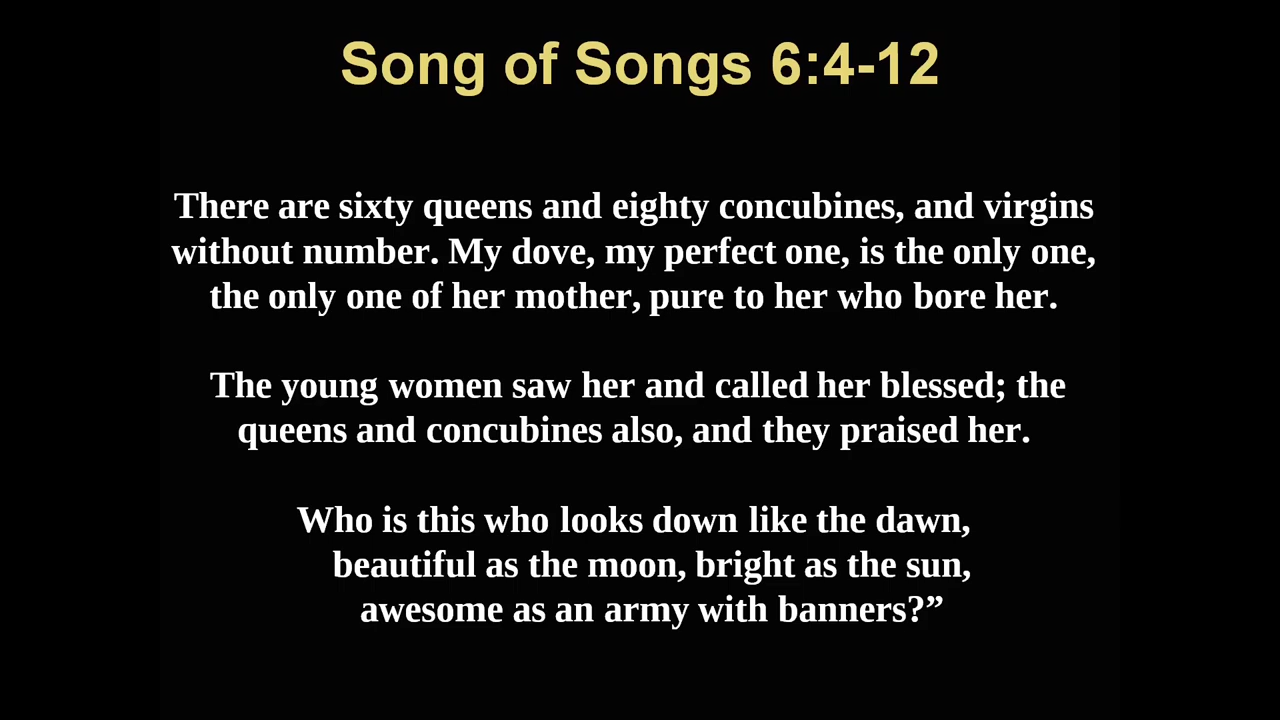 Song of Songs 6:4-12
There are sixty queens and eighty concubines, and virgins
without number. My dove, my perfect one, is the only one,
the only one of her mother, pure to her who bore her.
The young women saw her and called her blessed; the
queens and concubines also, and they praised her.
Who is this who looks down like the dawn,
beautiful as the moon, bright as the sun,
awesome as an army with banners?”